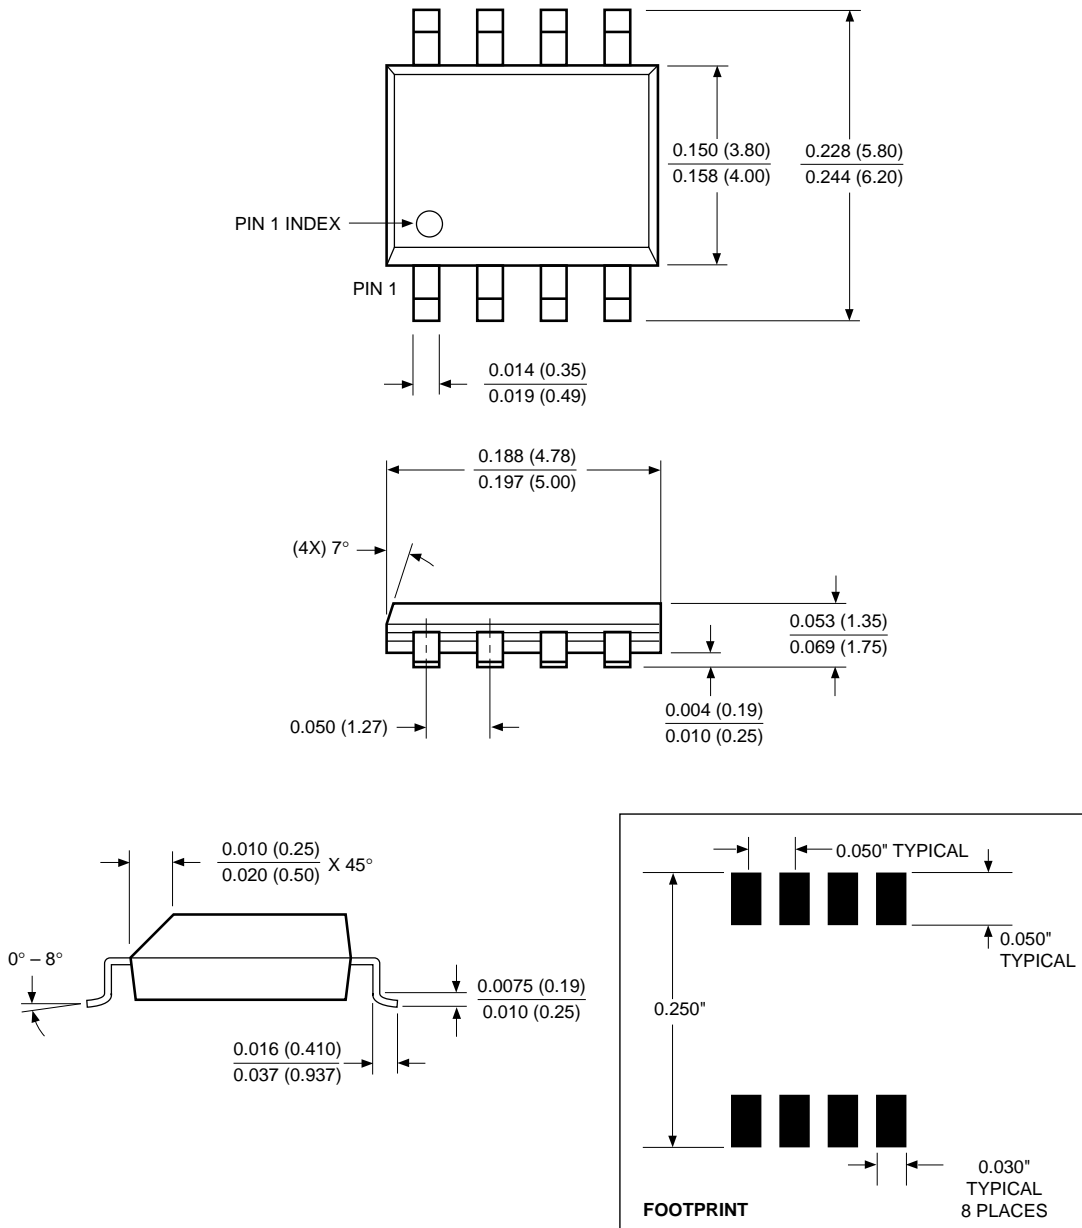 0.150 (3.80)
0.158 (4.00)
0.228 (5.80)
0.244 (6.20)
PIN 1 INDEX
PIN 1
0.014 (0.35)
0.019 (0.49)
0.188 (4.78)
0.197 (5.00)
(4X) 7°
0.053 (1.35)
0.069 (1.75)
0.004 (0.19)
0.010 (0.25)
0.050 (1.27)
0.010 (0.25)
0.020 (0.50)
X 45°
0° – 8°
0.0075 (0.19)
0.010 (0.25)
0.016 (0.410)
0.037 (0.937)
0.050" TYPICAL
0.050"
TYPICAL
0.250"
0.030"
TYPICAL
8 PLACES
FOOTPRINT